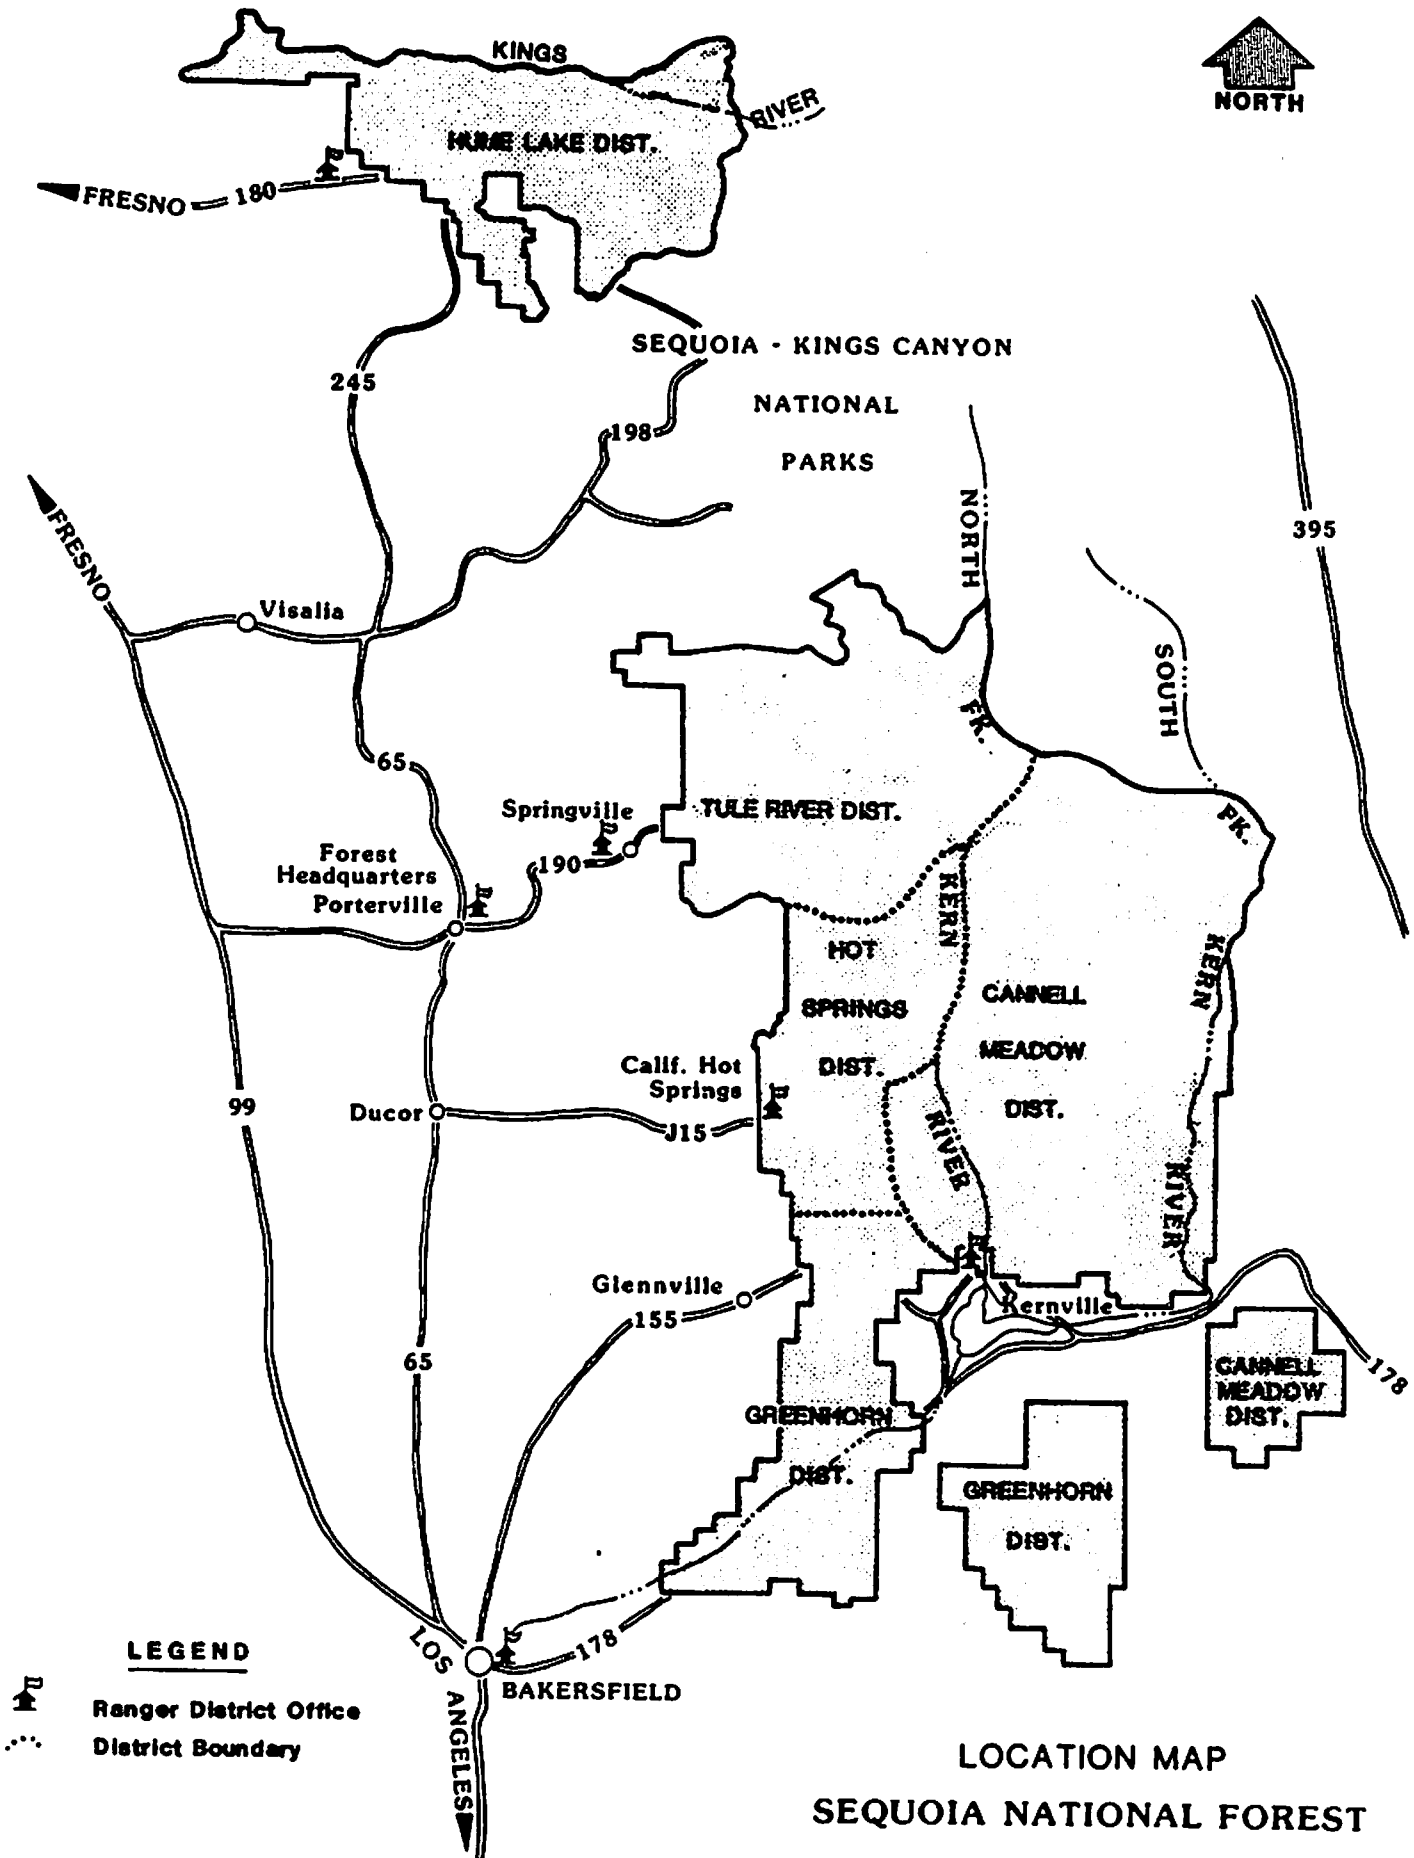 KINGS
RIVER
NORTH
HUME LAKE DIST.
FRESNO
180
SEQUOIA - KINGS CANYON
NATIONAL
PARKS
245
198
395
NORTH
FK.
KERN
RIVER
SOUTH
FK.
KERN
RIVER
FRESNO
Visalia
65
Springville
TULE RIVER DIST.
190
Forest
Headquarters
Porterville
HOT
SPRINGS
DIST.
CANNELL
MEADOW
DIST.
Calif. Hot
Springs
99
Ducor
J15
Glennville
155
Kernville
65
178
CANNELL
MEADOW
DIST.
GREENHORN
DIST.
GREENHORN
DIST.
LOS
ANGELES
178
BAKERSFIELD
LEGEND
Ranger District Office
District Boundary
LOCATION MAP
SEQUOIA NATIONAL FOREST